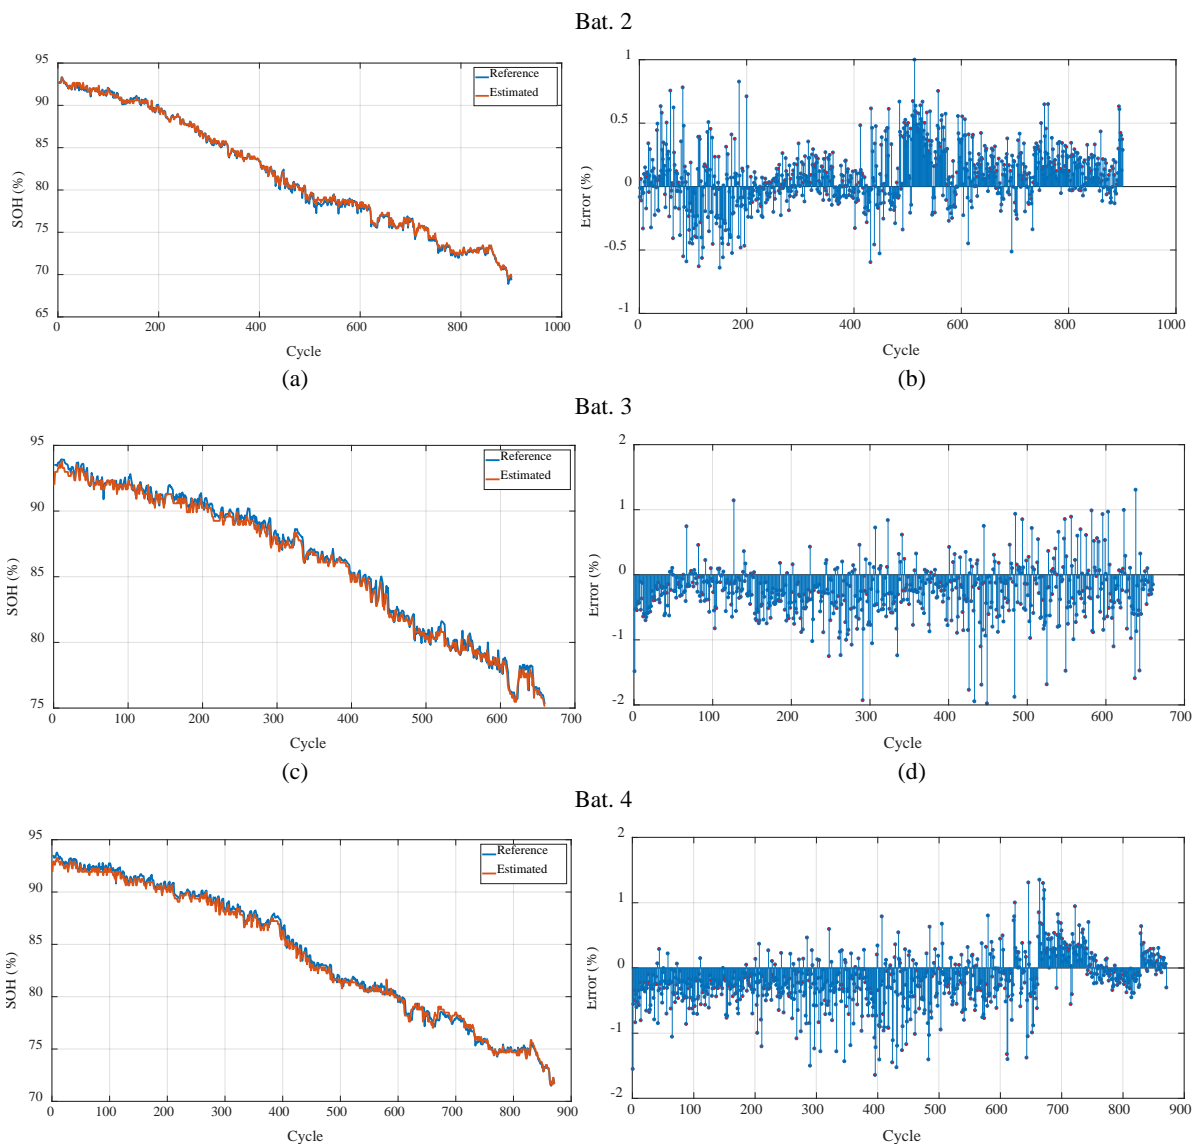 Bat. 2
95
90
85
80
75
70
65
SOH (%)
0 200 400 600 800 1000
Cycle
Reference
Estimated
(a)
1
0.5
0
-0.5
-1
Error (%)
0 200 400 600 800 1000
Cycle
(b)
Bat. 3
95
90
85
80
75
SOH (%)
0 100 200 300 400 500 600 700
Cycle
Reference
Estimated
(c)
2
1
0
-1
-2
Error (%
0 100 200 300 400 500 600 700
Cycle
(d)
Bat. 4
95
90
85
80
75
70
SOH (%)
0 100 200 300 400 500 600 700 800 900
Cycle
Reference
Estimated
2
1
0
-1
-2
Error (%)
0 100 200 300 400 500 600 700 800 900
Cycle